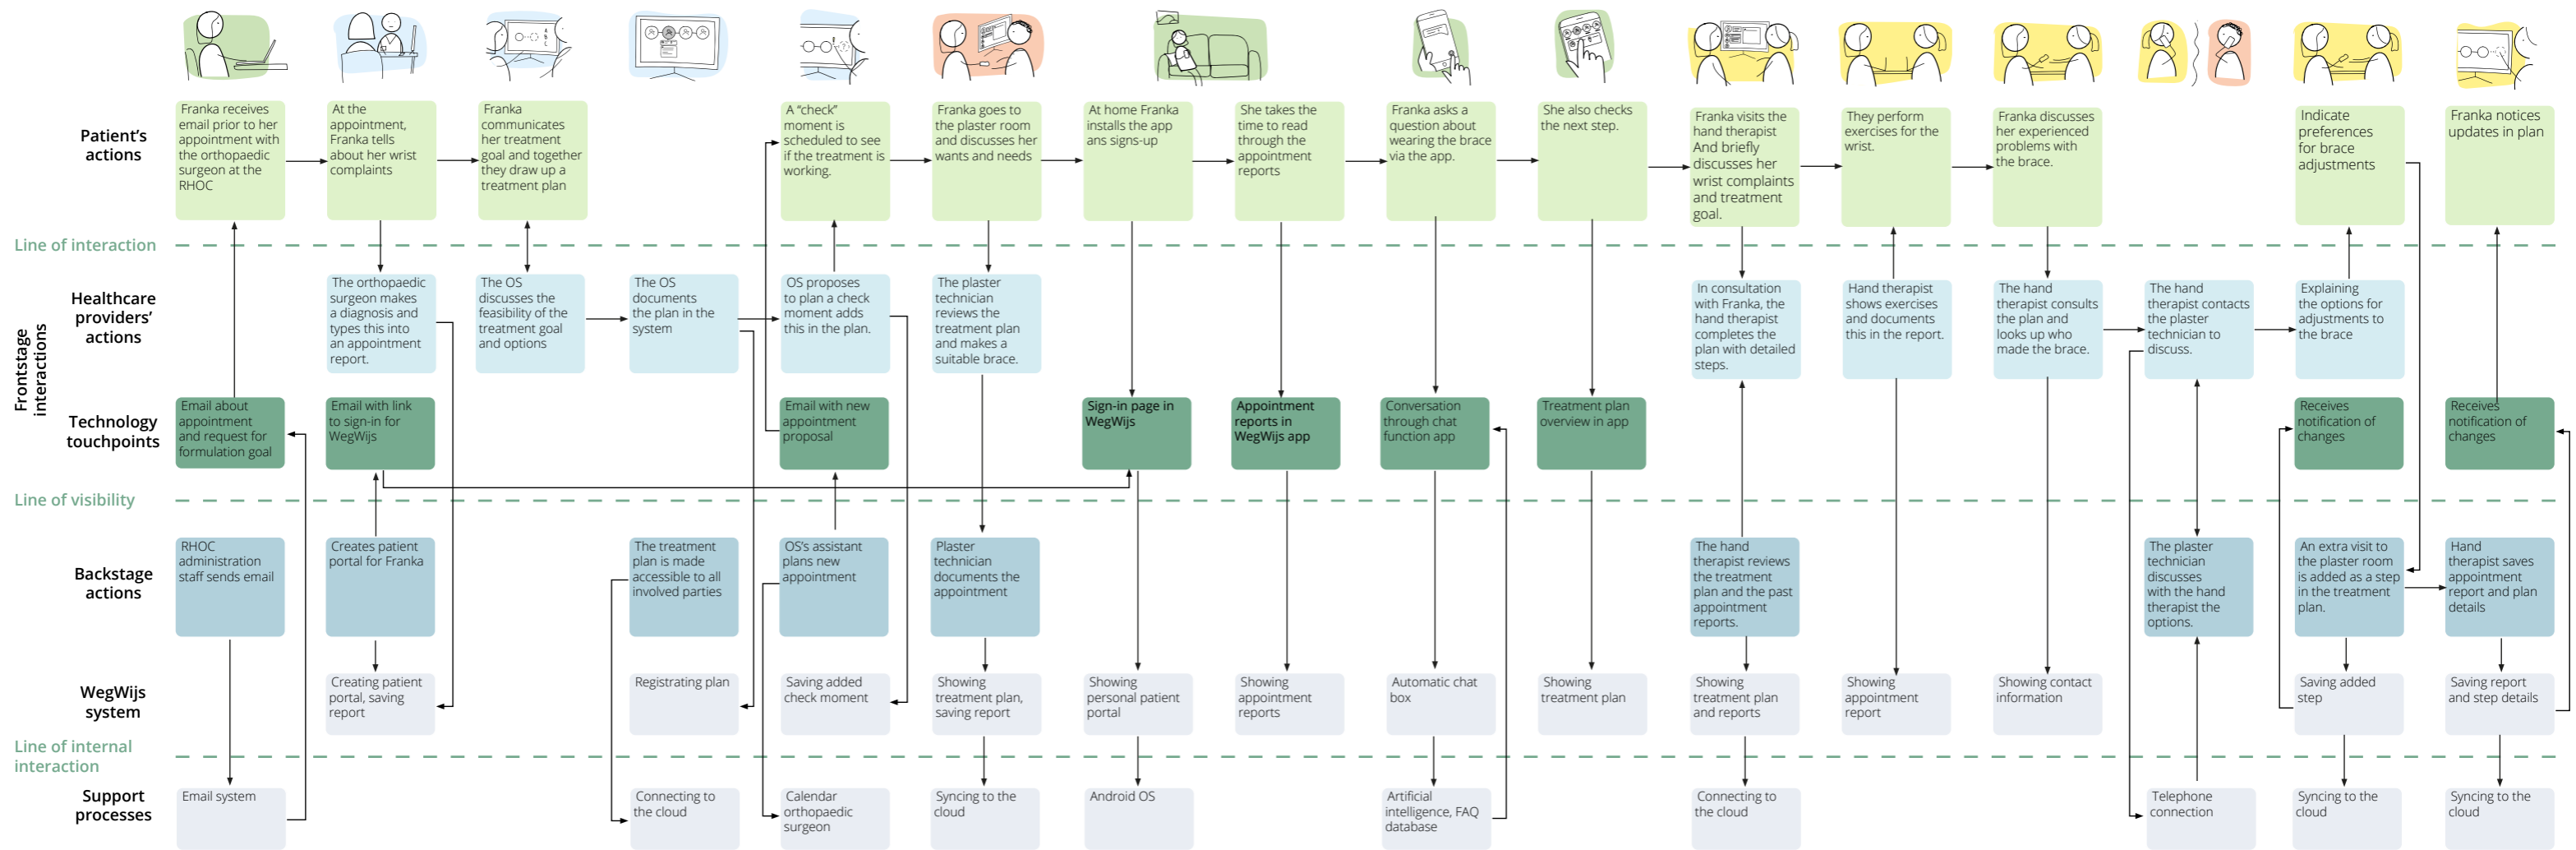 Patient's
actions
Franka receives
email prior to her
appointment with
the orthopaedic
surgeon at the
RHOC
At the
appointment,
Franka tells
about her wrist
complaints
Franka
communicates
her treatment
goal and together
they draw up a
treatment plan
A "check"
moment is
scheduled to see
if the treatment is
working.
Franka goes to
the plaster room
and discusses her
wants and needs
At home Franka
installs the app
ans signs-up
She takes the
time to read
through the
appointment
reports
Franka asks a
question about
wearing the brace
via the app.
She also checks
the next step.
Franka visits the
hand therapist
And briefly
discusses her
wrist complaints
and treatment
goal.
They perform
exercises for the
wrist.
Franka discusses
her experienced
problems with
the brace.
Indicate
preferences
for brace
adjustments
Franka notices
updates in plan
Line of interaction
Frontstage
interactions
Healthcare
providers'
actions
The orthopaedic
surgeon makes
a diagnosis and
types this into
an appointment
report.
The OS
discusses the
feasibility of the
treatment goal
and options
The OS
documents
the plan in the
system
OS proposes
to plan a check
moment adds
this in the plan.
The plaster
technician
reviews the
treatment plan
and makes a
suitable brace.
In consultation
with Franka, the
hand therapist
completes the
plan with detailed
steps.
Hand therapist
shows exercises
and documents
this in the report.
The hand
therapist consults
the plan and
looks up who
made the brace.
The hand
therapist contacts
the plaster
technician to
discuss.
Explaining
the options for
adjustments to
the brace
Technology
touchpoints
Email about
appointment
and request for
formulation goal
Email with link
to sign-in for
WegWijs
Email with new
appointment
proposal
Sign-in page in
WegWijs
Appointment
reports in
WegWijs app
Conversation
through chat
function app
Treatment plan
overview in app
Receives
notification of
changes
Receives
notification of
changes
Line of visibility
Backstage
actions
RHOC
administration
staff sends email
Creates patient
portal for Franka
The treatment
plan is made
accessible to all
involved parties
OS's assistant
plans new
appointment
Plaster
technician
documents the
appointment
The hand
therapist reviews
the treatment
plan and the past
appointment
reports.
The plaster
technician
discusses
with the hand
therapist the
options.
An extra visit to
the plaster room
is added as a step
in the treatment
plan.
Hand
therapist saves
appointment
report and plan
details
WegWijs
system
Creating patient
portal, saving
report
Registrating plan
Saving added
check moment
Showing
treatment plan,
saving report
Showing
personal patient
portal
Showing
appointment
reports
Automatic chat
box
Showing
treatment plan
Showing
treatment plan
and reports
Showing
appointment
report
Showing contact
information
Saving added
step
Saving report
and step details
Line of internal
interaction
Support
processes
Email system
Connecting to
the cloud
Calendar
orthopaedic
surgeon
Syncing to the
cloud
Android OS
Artificial
intelligence, FAQ
database
Connecting to
the cloud
Telephone
connection
Syncing to the
cloud
Syncing to the
cloud